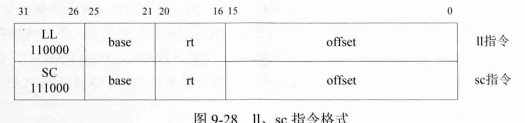 31 26 25 21 20 16 15 0
LL
110000 base rt offset ll指令
SC
111000 base rt offset sc指令
图 9-28 ll、sc 指令格式